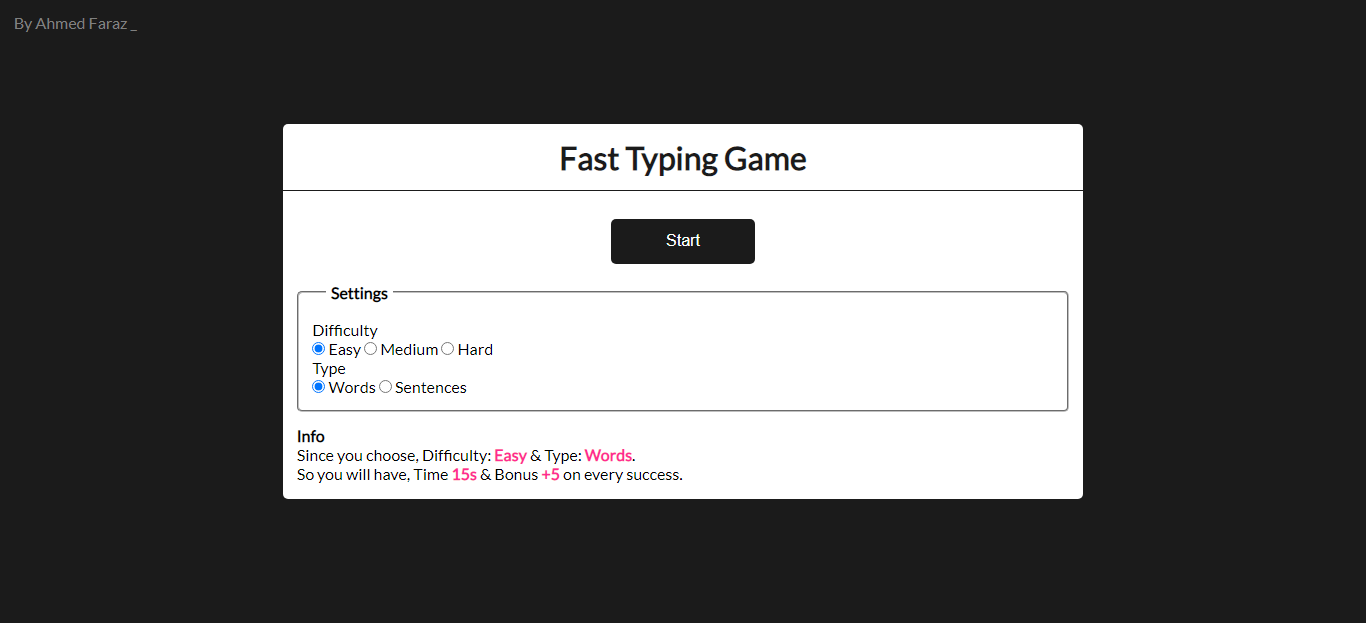 By Ahmed Faraz _
Fast Typing Game
Start
Settings
Difficulty
Easy Medium Hard
Type
Words Sentences
Info
Since you choose, Difficulty: Easy & Type: Words.
So you will have, Time 15s & Bonus +5 on every success.